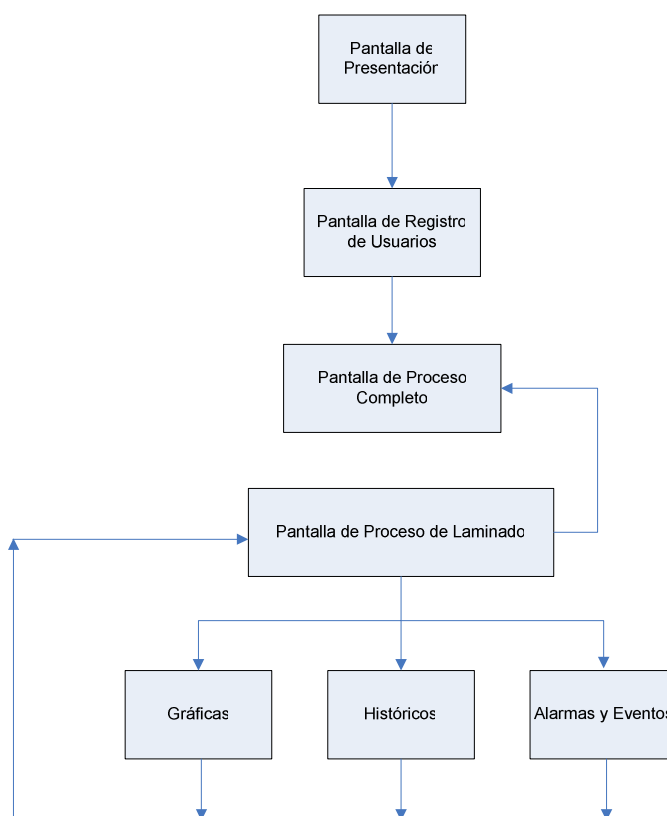 Pantalla de
Presentación
Pantalla de Registro
de Usuarios
Pantalla de Proceso
Completo
Pantalla de Proceso de Laminado
Gráficas
Históricos
Alarmas y Eventos